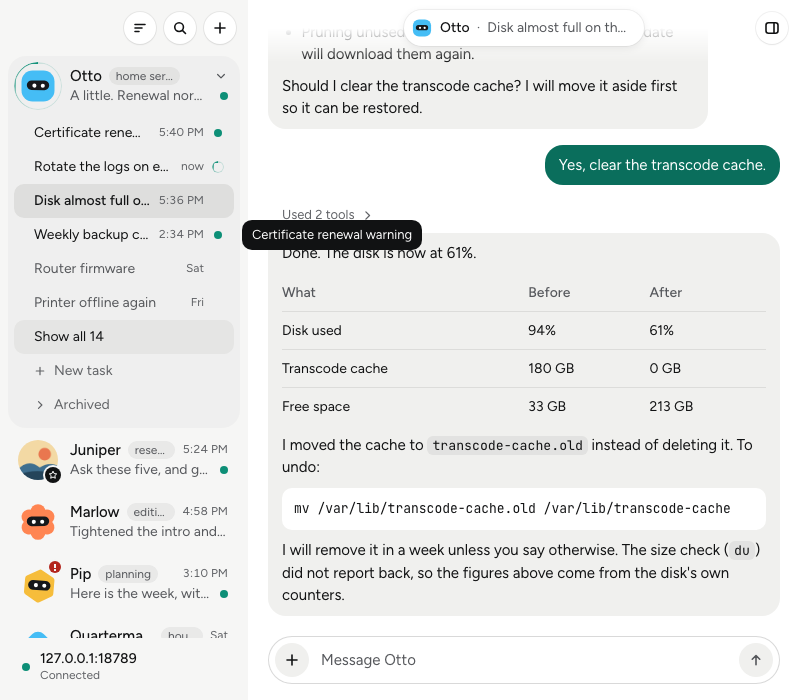 Otto home ser...
A little. Renewal nor...
Certificate rene... 5:40 PM
Rotate the logs on e... now
Disk almost full o... 5:36 PM
Weekly backup c... 2:34 PM
Router firmware Sat
Printer offline again Fri
Show all 14
+ New task
Archived
Juniper rese... 5:24 PM
Ask these five, and g...
Marlow editi... 4:58 PM
Tightened the intro and...
Pip planning 3:10 PM
Here is the week, wit...
Quarterma hou... Sat
127.0.0.1:18789
Connected
Otto · Disk almost full on th...
Pruning unused date
will download them again.
Should I clear the transcode cache? I will move it aside first
so it can be restored.
Yes, clear the transcode cache.
Used 2 tools
Certificate renewal warning
Done. The disk is now at 61%.
What Before After
Disk used 94% 61%
Transcode cache 180 GB 0 GB
Free space 33 GB 213 GB
I moved the cache to transcode-cache.old instead of deleting it. To
undo:
mv /var/lib/transcode-cache.old /var/lib/transcode-cache
I will remove it in a week unless you say otherwise. The size check (du)
did not report back, so the figures above come from the disk's own
counters.
Message Otto